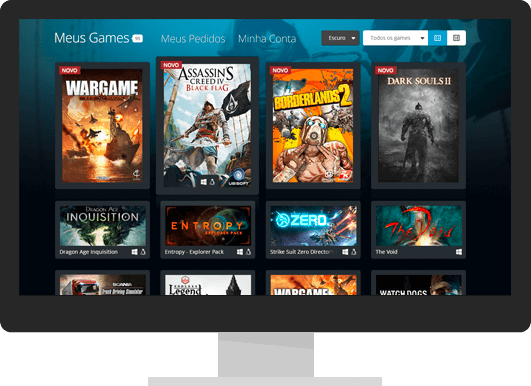 Meus Games
Meus Pedidos
Minha Conta
Escuro
Todos os games
NOVO
WARGAME
NOVO
ASSASSIN'S
CREED IV
BLACK FLAG
UBISOFT
NOVO
BORDERLANDS
2
2K
NOVO
DARK SOULS II
DRAGON AGE
INQUISITION
Dragon Age Inquisition
ENTROPY
EXPLORER PACK
Entropy - Explorer Pack
ZERO
Strike Suit Zero Director
The Void
The Void
SCANIA
Truck Driving Simulator
Legend
WARGAME
WATCH DOGS